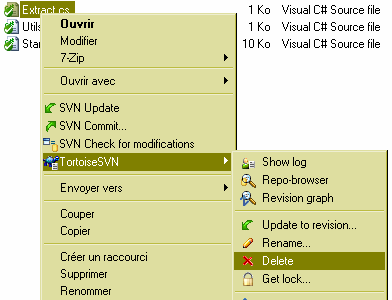 Extract.cs 1 Ko Visual C# Source file
Utils 1 Ko Visual C# Source file
Star 10 Ko Visual C# Source file
Ouvrir
Modifier
7-Zip
Ouvrir avec
SVN Update
SVN Commit...
SVN Check for modifications
TortoiseSVN
Envoyer vers
Couper
Copier
Créer un raccourci
Supprimer
Renommer
Show log
Repo-browser
Revision graph
Update to revision...
Rename...
Delete
Get lock...